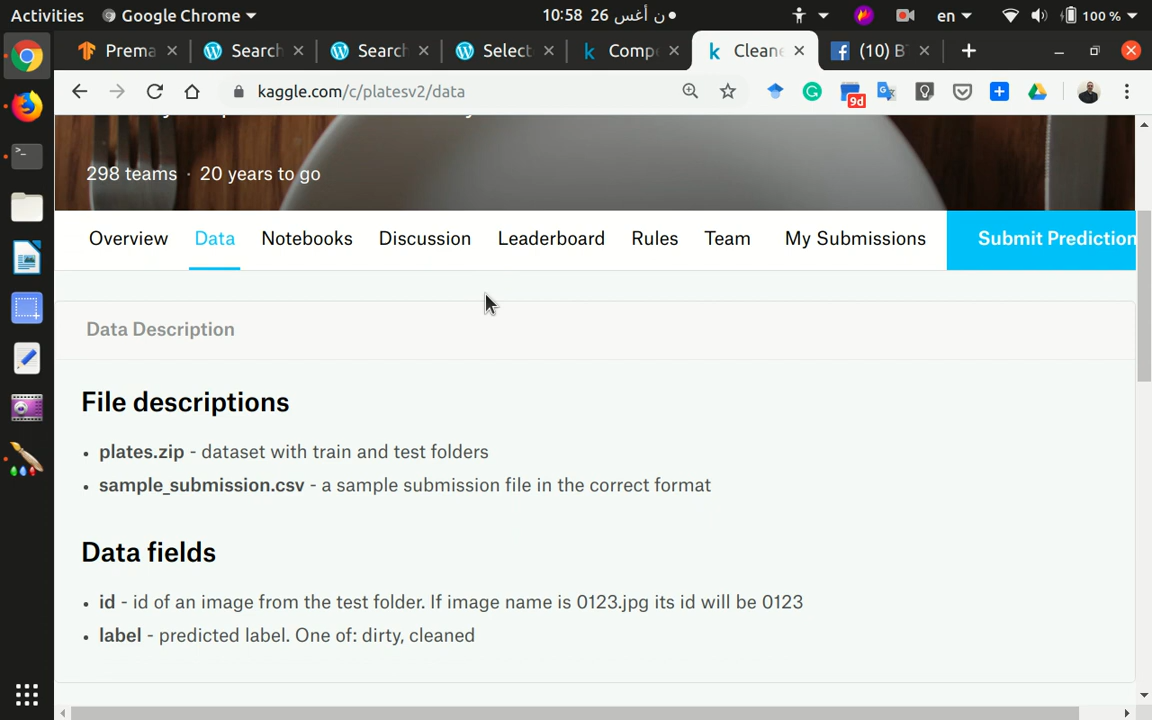 Activities
Google Chrome
ن أغس 26 10:58
en
100 %
Prema
Search
Search
Select
Comp
Cleane
(10) B
kaggle.com/c/platesv2/data
9d
298 teams · 20 years to go
Overview
Data
Notebooks
Discussion
Leaderboard
Rules
Team
My Submissions
Submit Prediction
Data Description
File descriptions
• plates.zip - dataset with train and test folders
• sample_submission.csv - a sample submission file in the correct format
Data fields
• id - id of an image from the test folder. If image name is 0123.jpg its id will be 0123
• label - predicted label. One of: dirty, cleaned